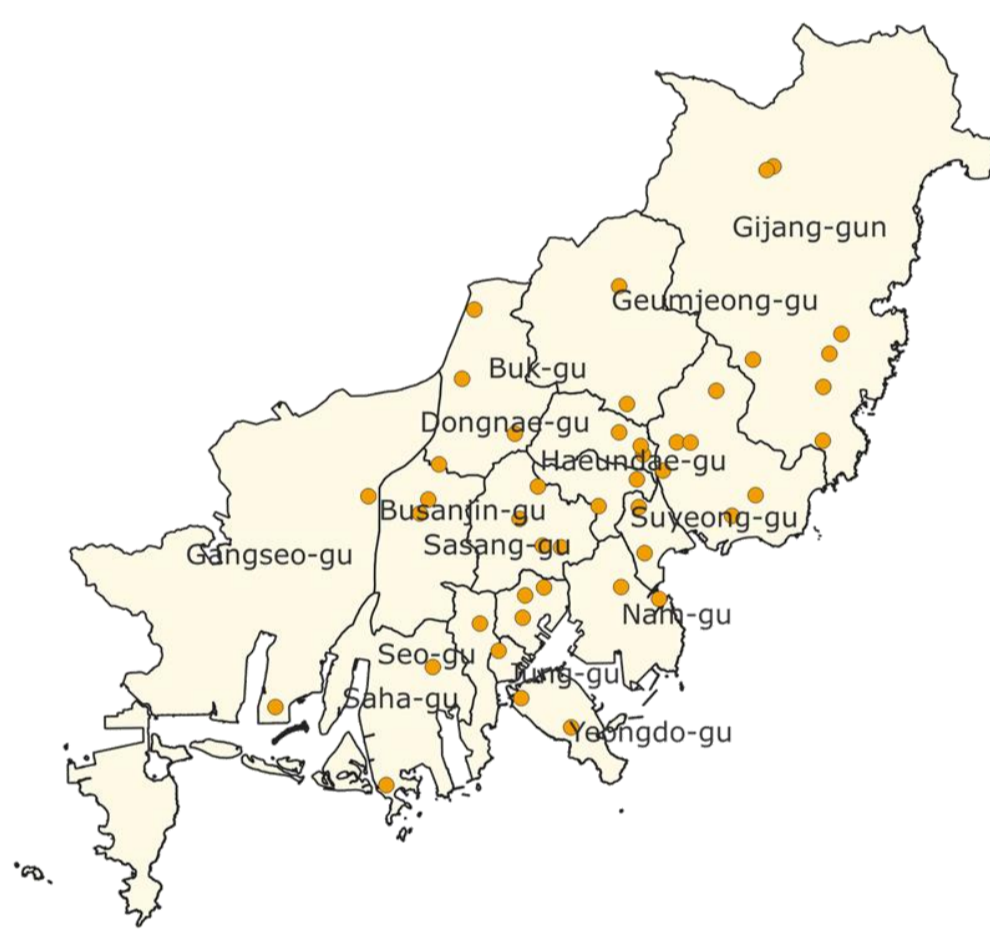 Gijang-gun
Geumjeong-gu
Buk-gu
Dongnae-gu
Haeundae-gu
Busanjin-gu
Suyeong-gu
Sasang-gu
Gangseo-gu
Nam-gu
Seo-gu
Jung-gu
Saha-gu
Yeongdo-gu